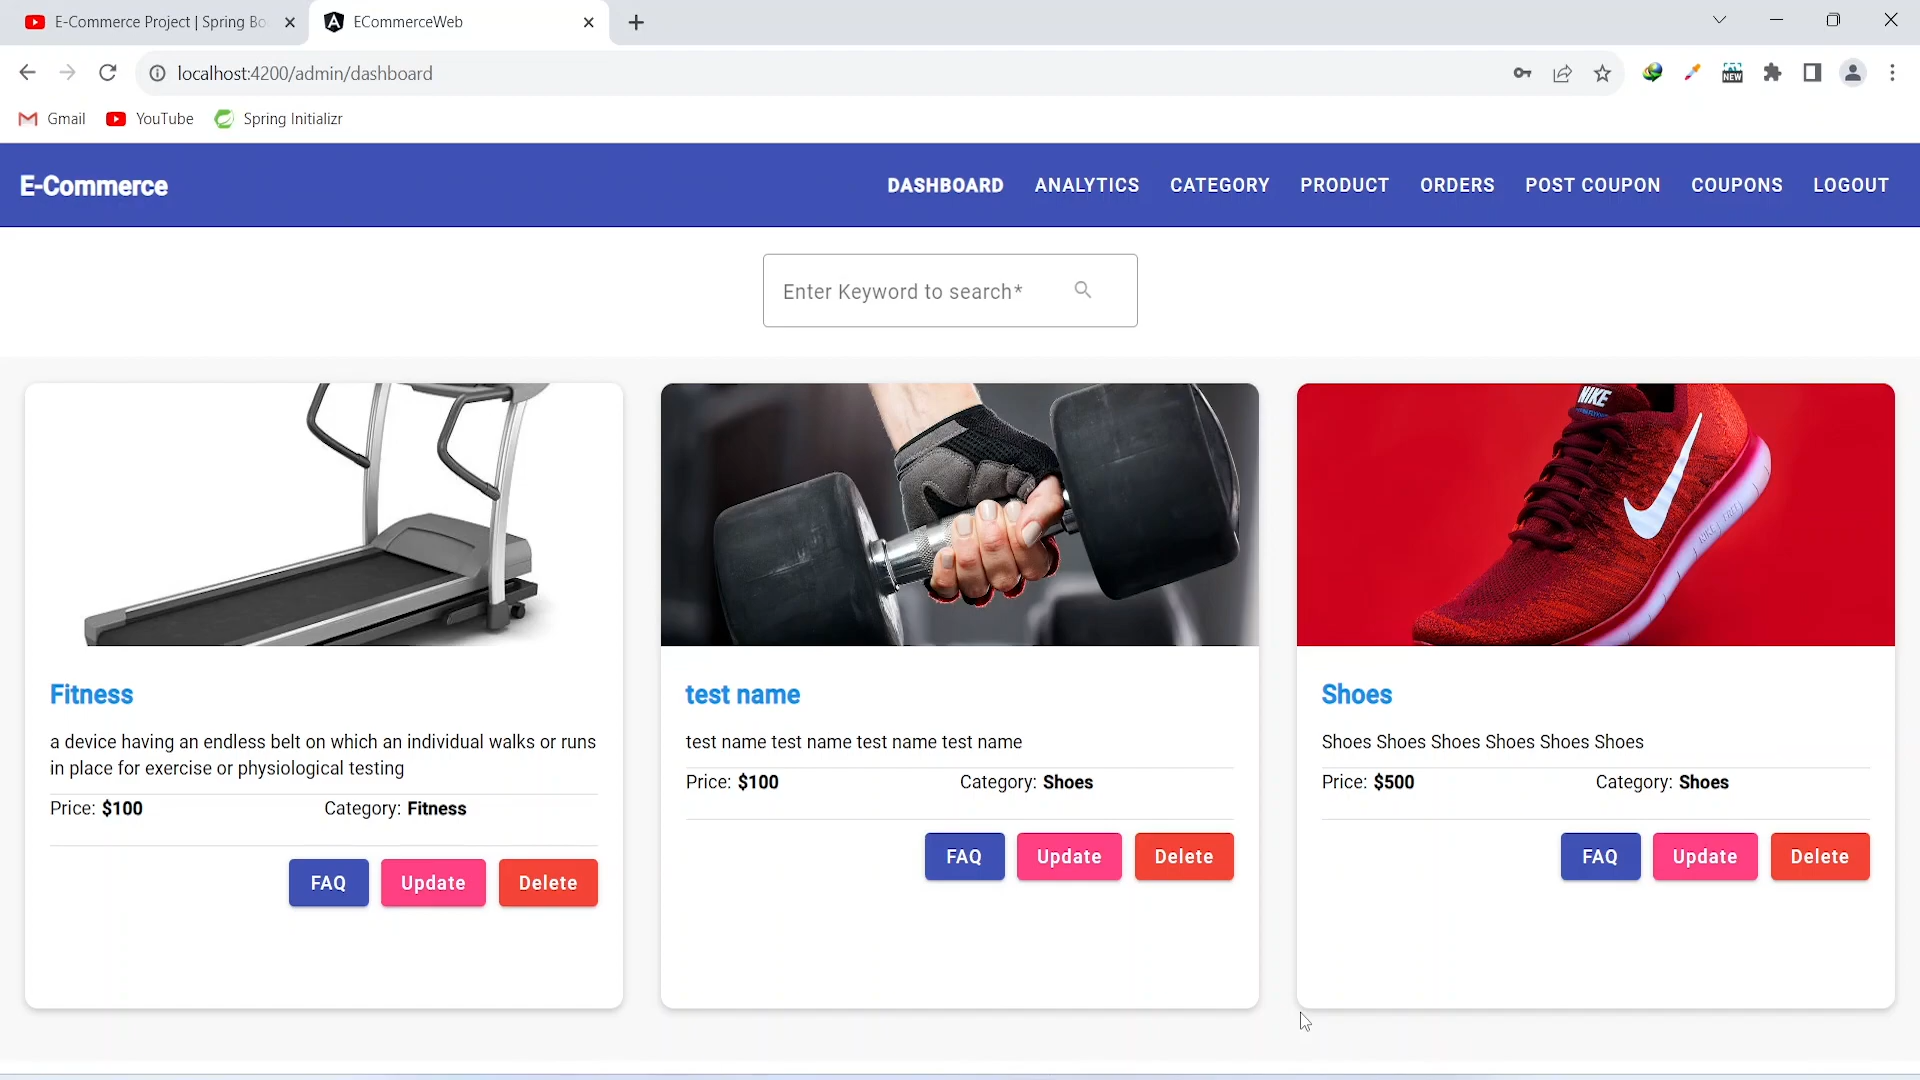 E-Commerce Project | Spring Bo
ECommerceWeb
localhost:4200/admin/dashboard
NEW
Gmail
YouTube
Spring Initializr
E-Commerce
DASHBOARD
ANALYTICS
CATEGORY
PRODUCT
ORDERS
POST COUPON
COUPONS
LOGOUT
Enter Keyword to search*
NIKE
Fitness
a device having an endless belt on which an individual walks or runs
in place for exercise or physiological testing
Price: $100
Category: Fitness
FAQ
Update
Delete
test name
test name test name test name test name
Price: $100
Category: Shoes
FAQ
Update
Delete
Shoes
Shoes Shoes Shoes Shoes Shoes Shoes
Price: $500
Category: Shoes
FAQ
Update
Delete